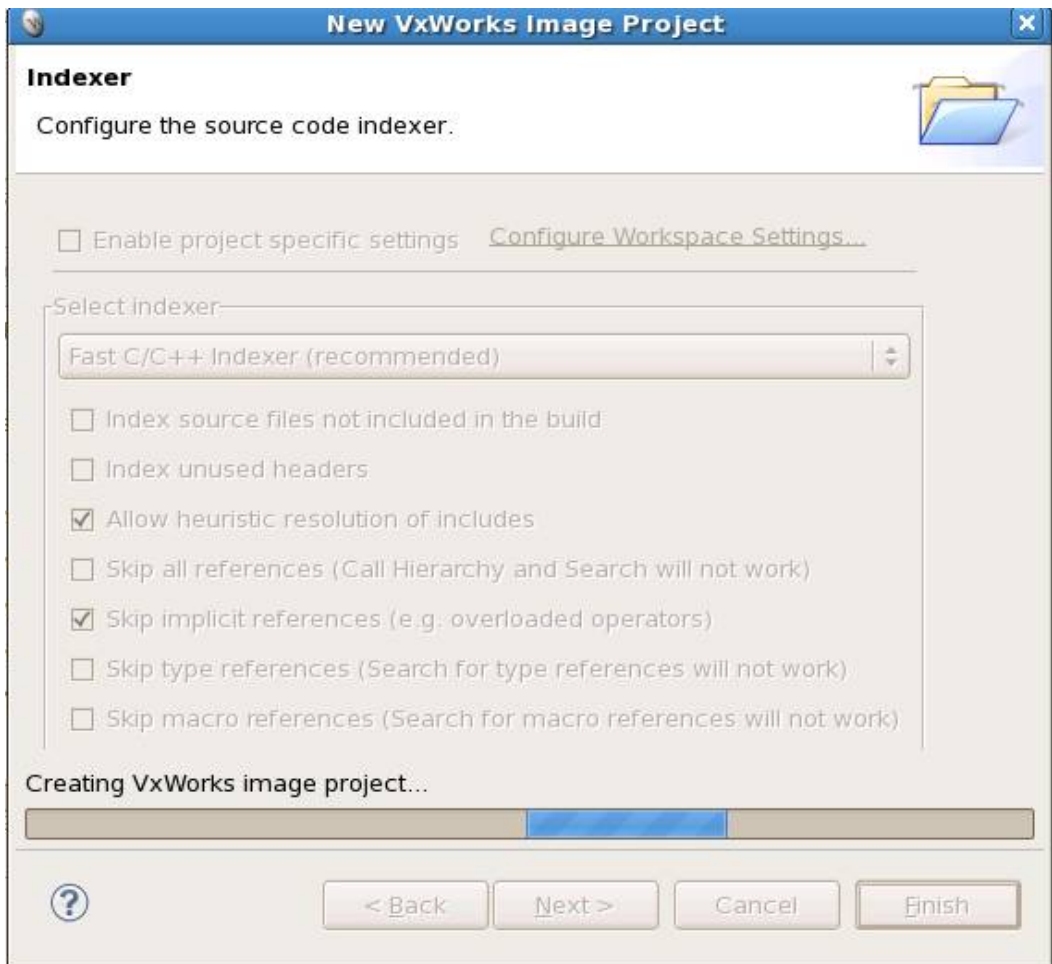 New VxWorks Image Project
Indexer
Configure the source code indexer.
Enable project specific settings Configure Workspace Settings...
Select indexer
Fast C/C++ Indexer (recommended)
Index source files not included in the build
Index unused headers
Allow heuristic resolution of includes
Skip all references (Call Hierarchy and Search will not work)
Skip implicit references (e.g. overloaded operators)
Skip type references (Search for type references will not work)
Skip macro references (Search for macro references will not work)
Creating VxWorks image project...
? < Back Next > Cancel Finish